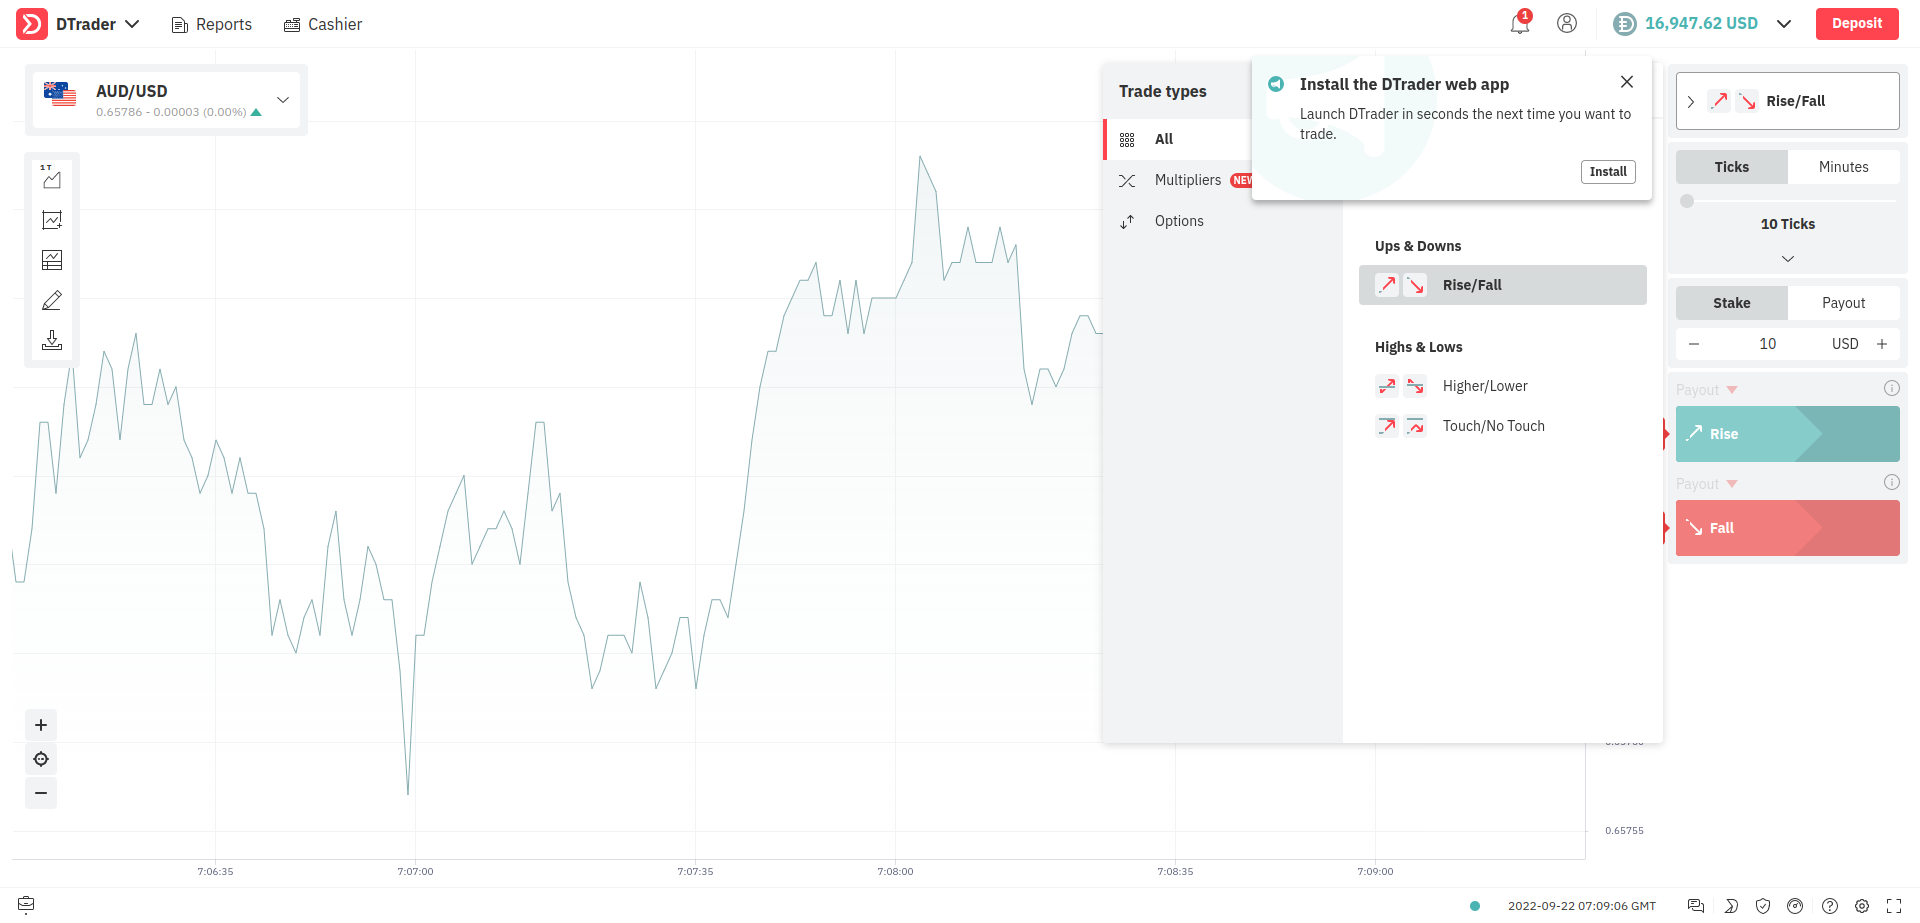 DTrader
Reports
Cashier
1
16,947.62 USD
Deposit
AUD/USD
0.65786 - 0.00003 (0.00%)
1 T
Trade types
All
Multipliers
Options
Install the DTrader web app
Launch DTrader in seconds the next time you want to
trade.
Install
Ups & Downs
Rise/Fall
Highs & Lows
Higher/Lower
Touch/No Touch
Rise/Fall
Ticks
Minutes
10 Ticks
Stake
Payout
10
USD
Payout
Rise
Payout
Fall
0.65755
7:06:35
7:07:00
7:07:35
7:08:00
7:08:35
7:09:00
2022-09-22 07:09:06 GMT